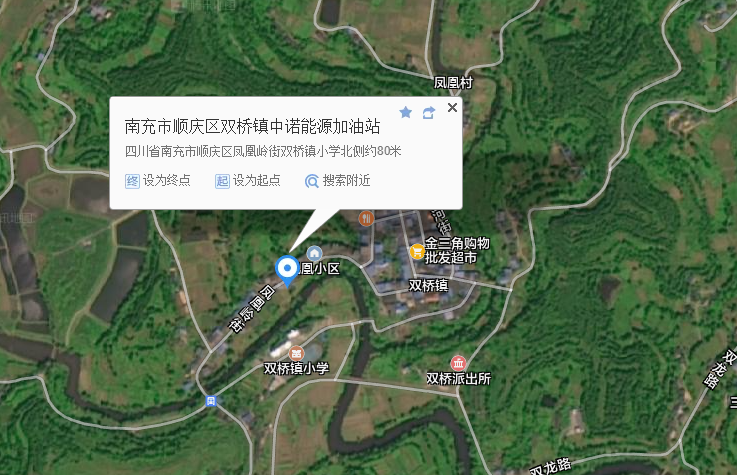 凤凰村
南充市顺庆区双桥镇中诺能源加油站
四川省南充市顺庆区凤凰岭街双桥镇小学北侧约80米
终 设为终点
起 设为起点
搜索附近
金三角购物
批发超市
凰小区
双桥镇
凤凰岭街
双桥镇小学
双桥派出所
双龙路
双龙路